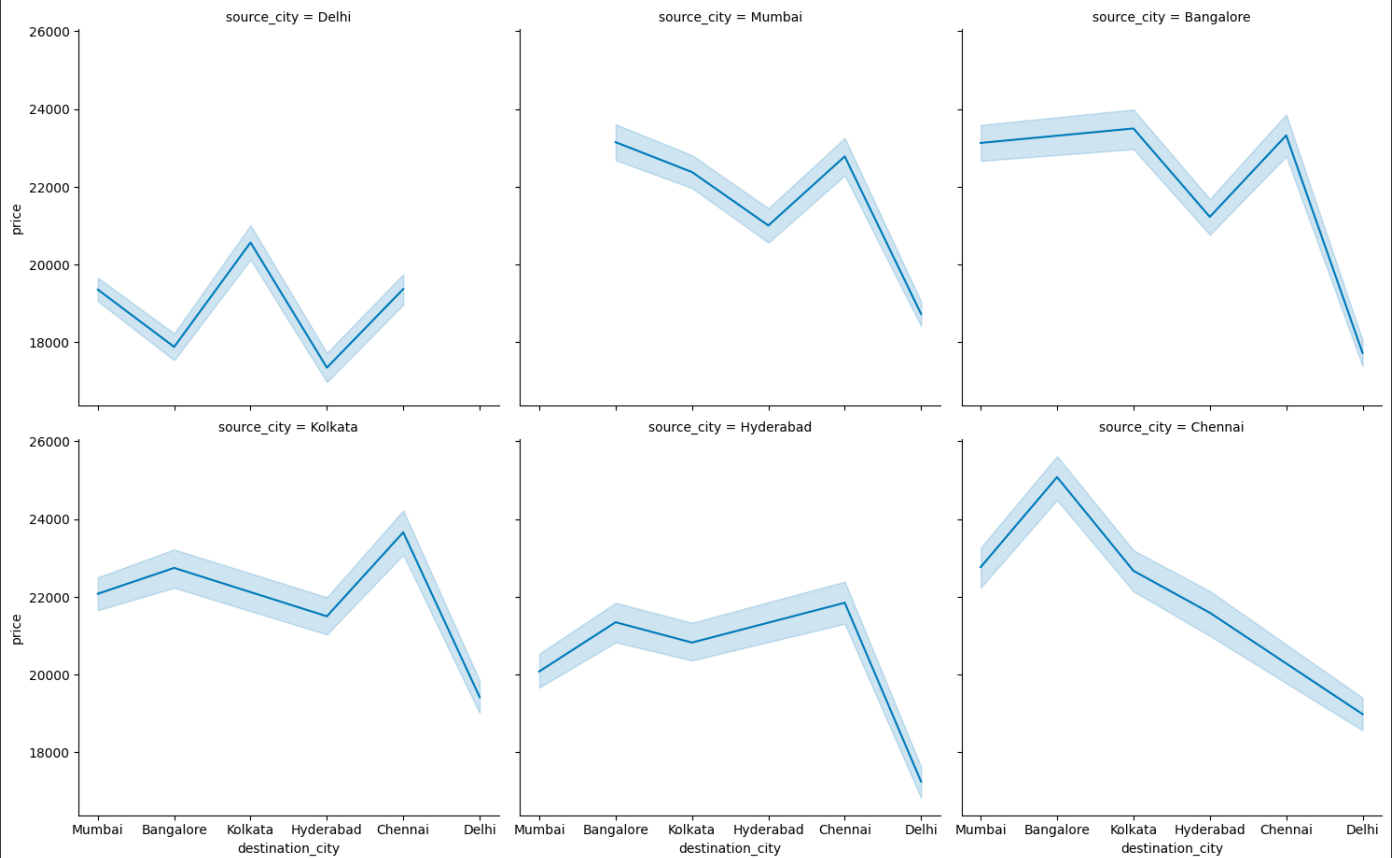 source_city = Delhi
source_city = Mumbai
source_city = Bangalore
26000
24000
22000
20000
18000
price
source_city = Kolkata
source_city = Hyderabad
source_city = Chennai
26000
24000
22000
20000
18000
price
Mumbai Bangalore Kolkata Hyderabad Chennai Delhi
destination_city
Mumbai Bangalore Kolkata Hyderabad Chennai Delhi
destination_city
Mumbai Bangalore Kolkata Hyderabad Chennai Delhi
destination_city